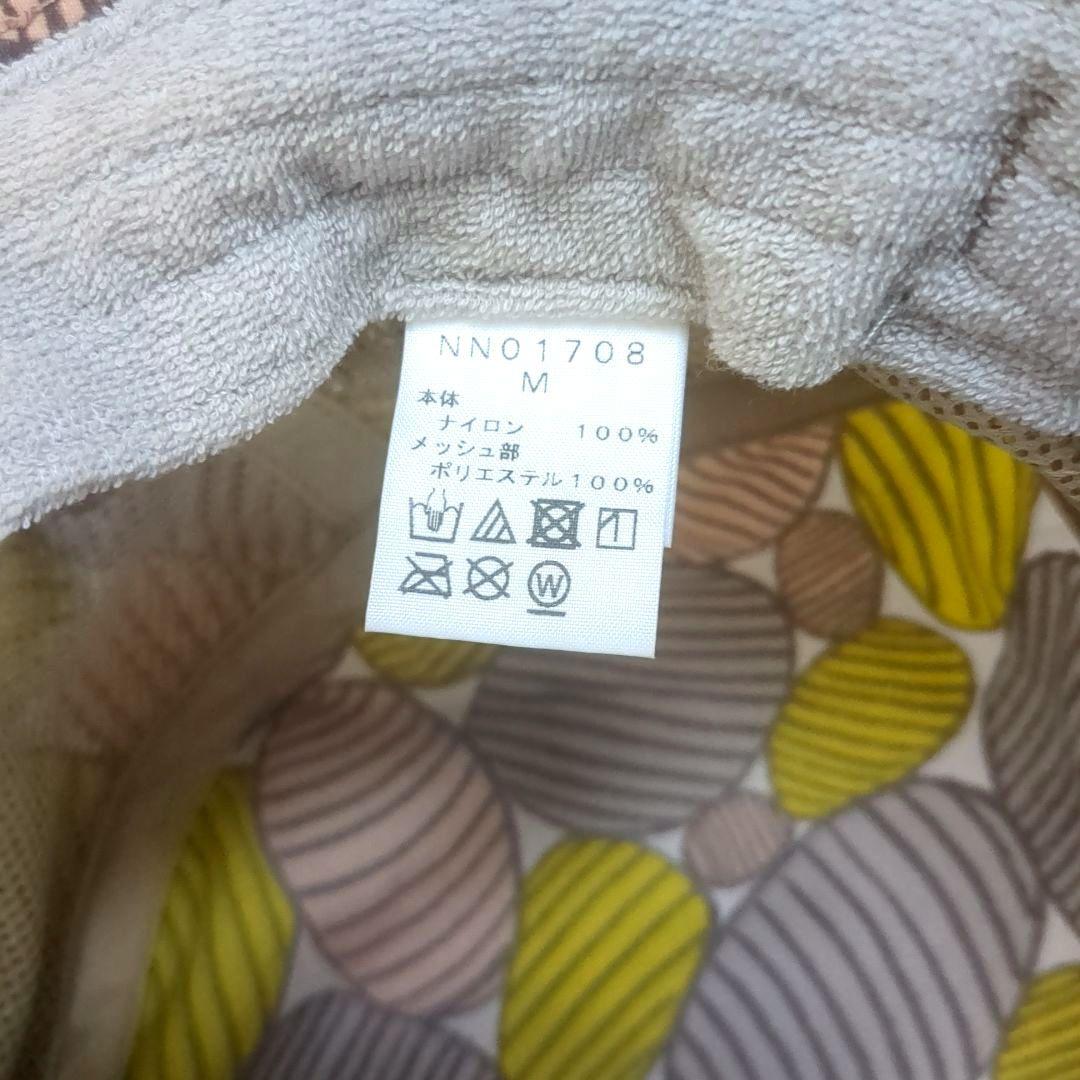 NN01708
M
本体
ナイロン 100%
メッシュ部
ポリエステル100%
W